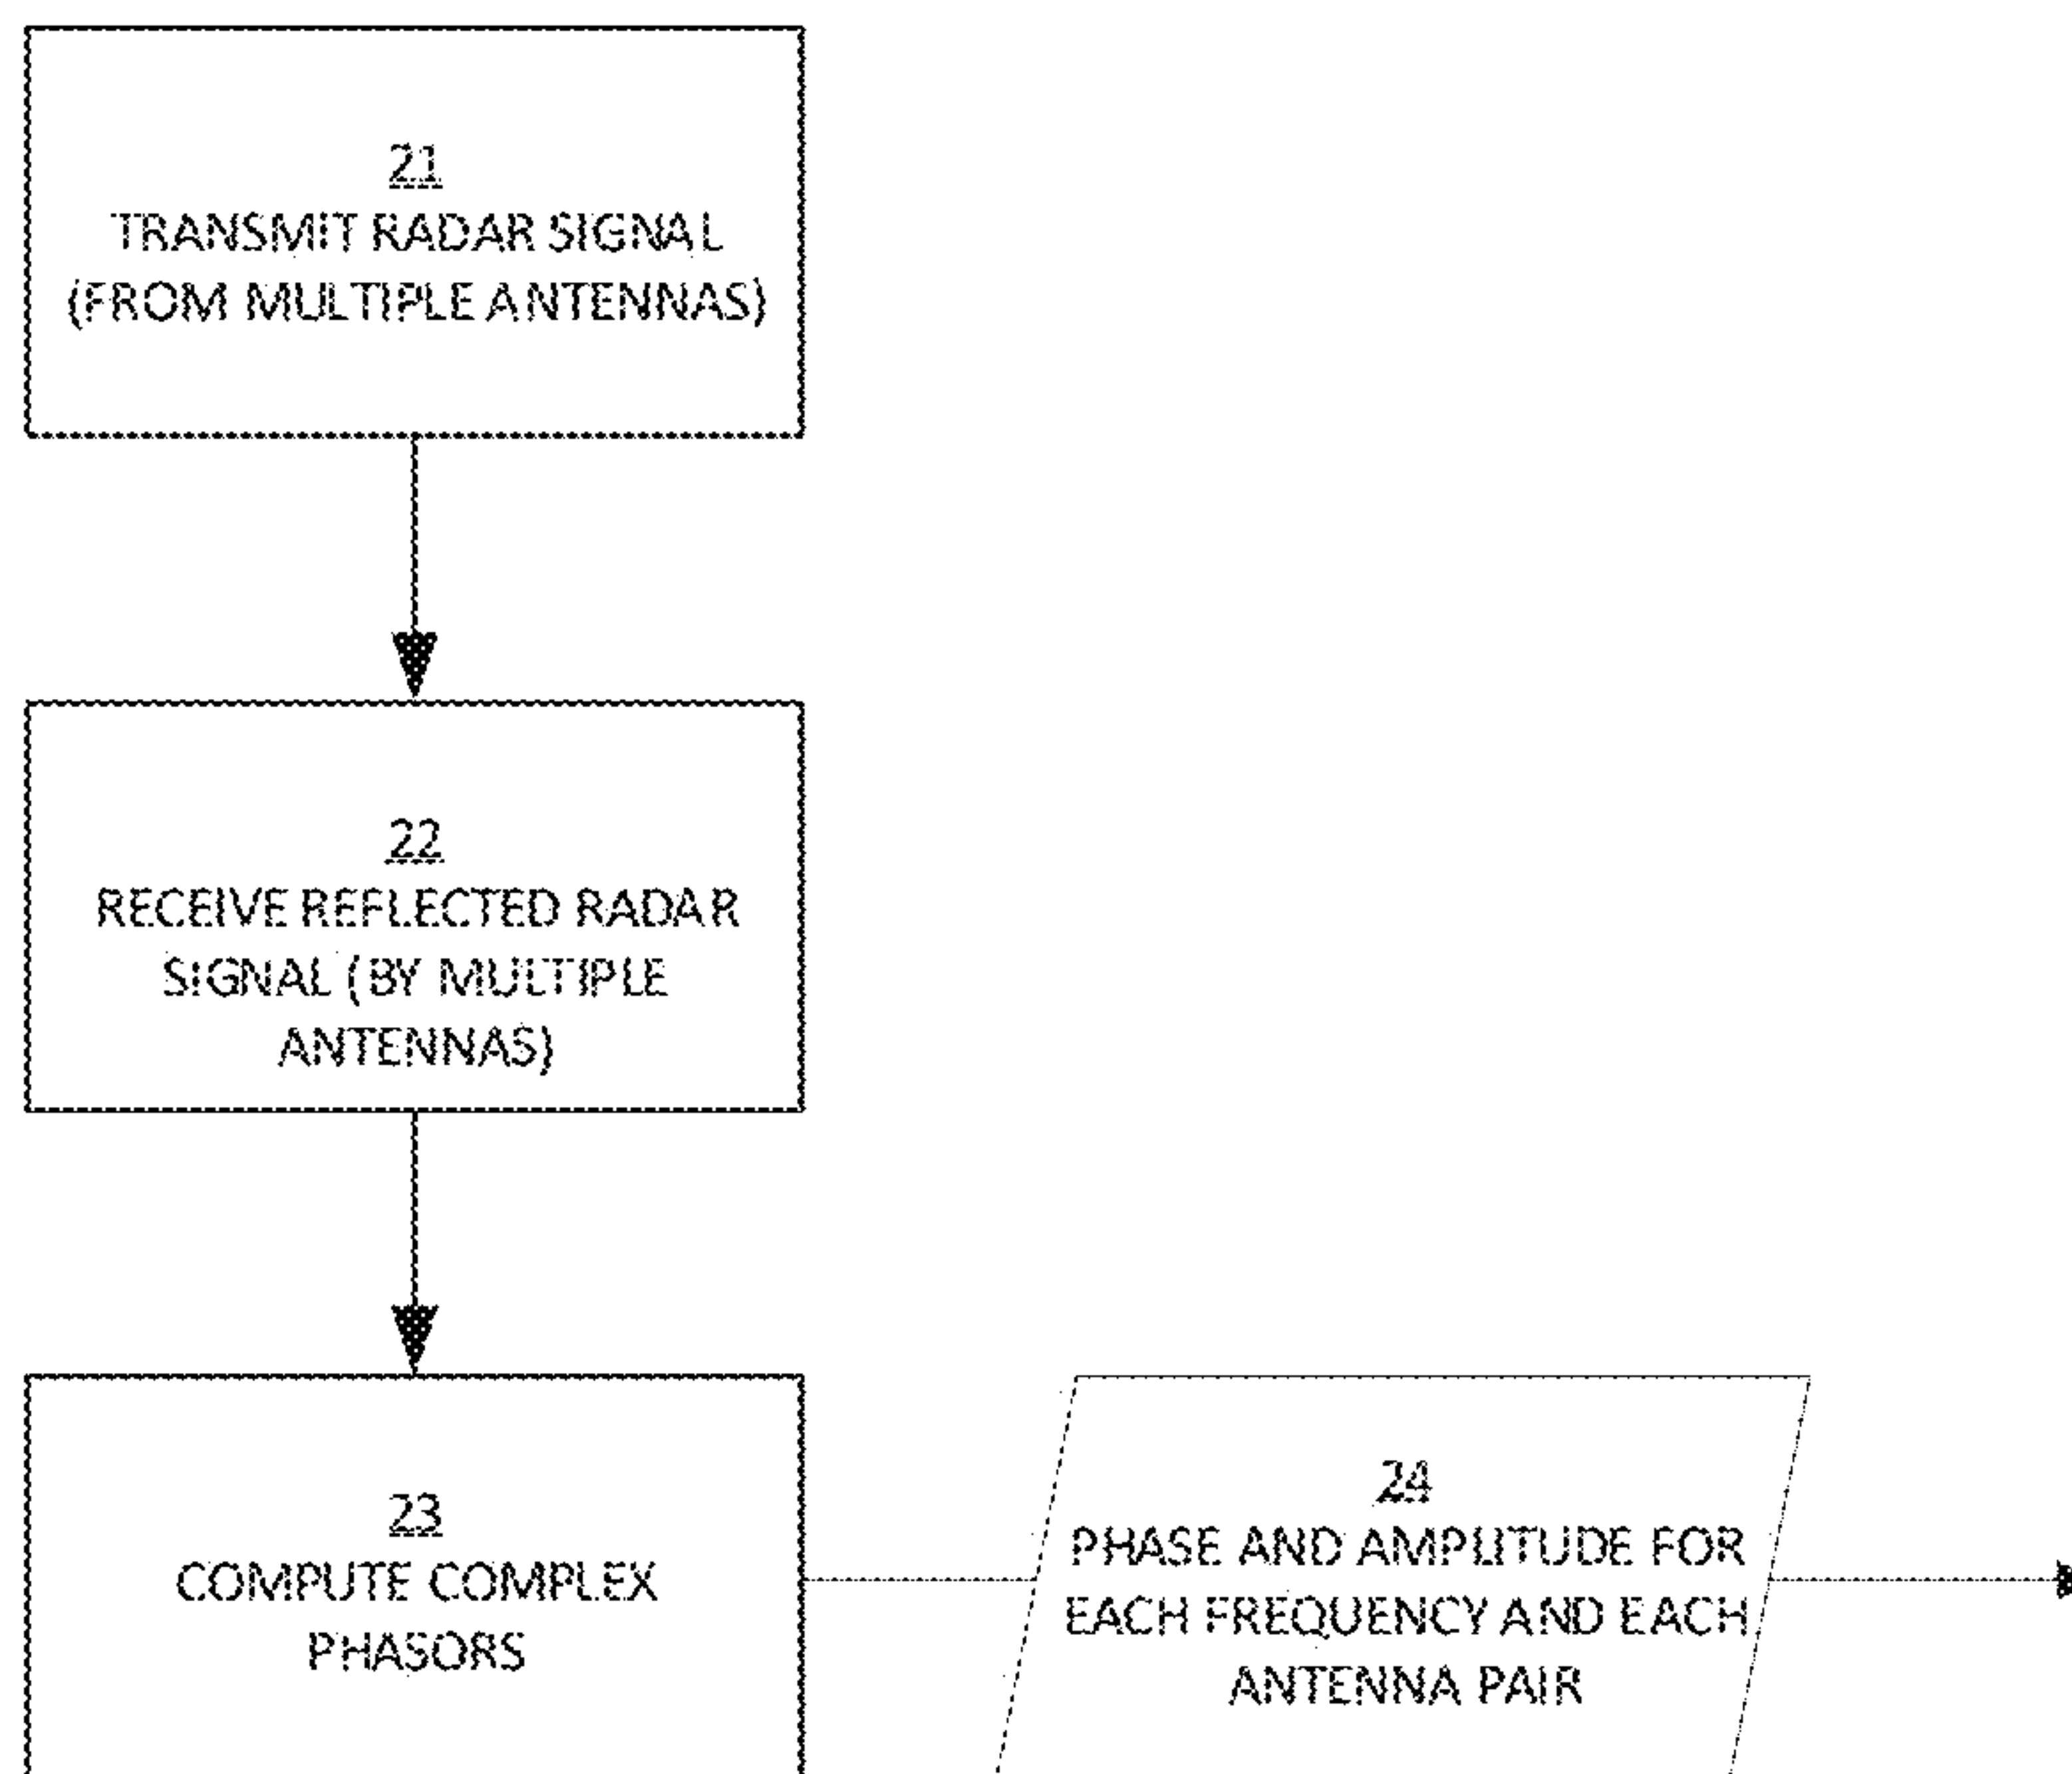 21
TRANSMIT RADAR SIGNAL
(FROM MULTIPLE ANTENNAS)
22
RECEIVE REFLECTED RADAR
SIGNAL (BY MULTIPLE
ANTENNAS)
23
COMPUTE COMPLEX
PHASORS
24
PHASE AND AMPLITUDE FOR
EACH FREQUENCY AND EACH
ANTENNA PAIR